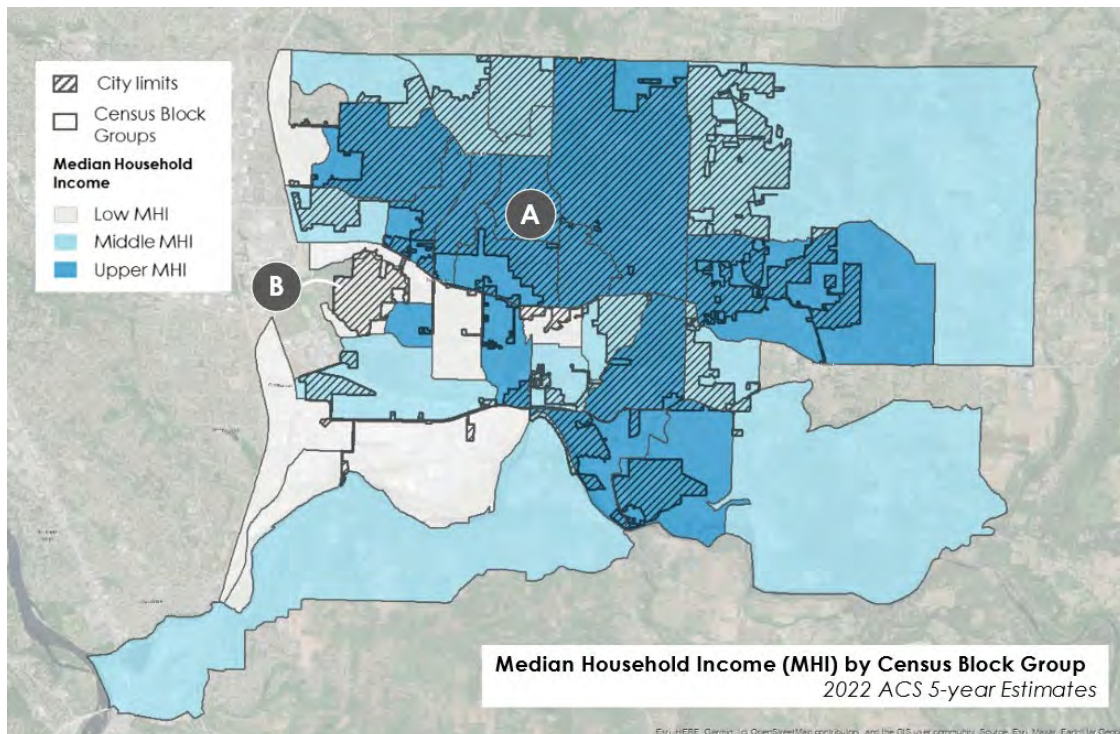 City limits
Census Block
Groups
Median Household
Income
Low MHI
Middle MHI
Upper MHI
A
B
Median Household Income (MHI) by Census Block Group
2022 ACS 5-year Estimates